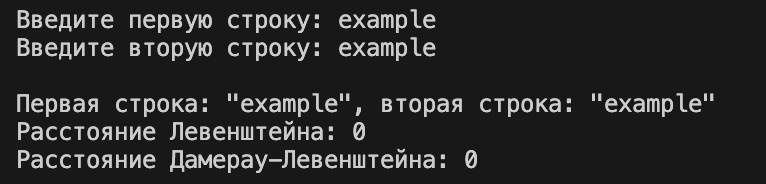 Введите первую строку: example
Введите вторую строку: example
Первая строка: "example", вторая строка: "example"
Расстояние Левенштейна: 0
Расстояние Дамерау–Левенштейна: 0